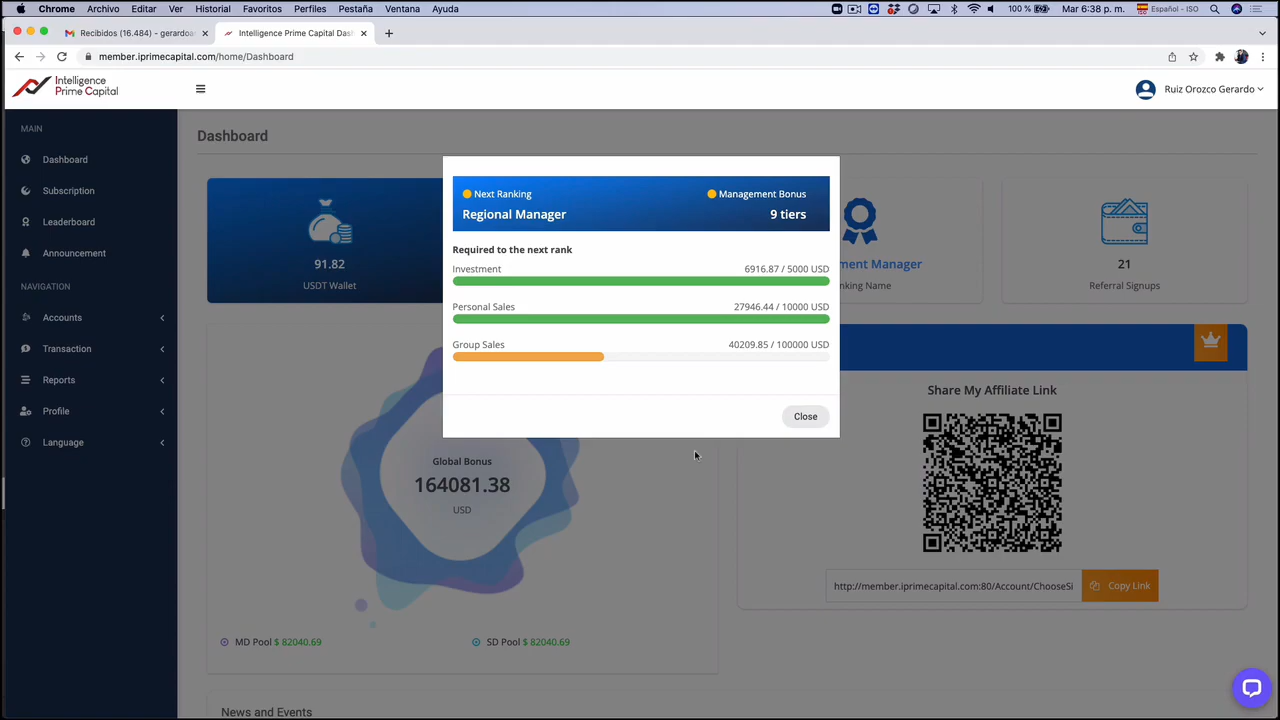 Chrome Archivo Editar Ver Historial Favoritos Perfiles Pestaña Ventana Ayuda 100 % Mar 6:38 p. m. Español - ISO
Recibidos (16.484) - gerardoa
Intelligence Prime Capital Das
member.iprimecapital.com/home/Dashboard
Intelligence
Prime Capital
Ruiz Orozco Gerardo
MAIN
Dashboard
Subscription
Leaderboard
Announcement
NAVIGATION
Accounts
Transaction
Reports
Profile
Language
Dashboard
91.82
USDT Wallet
ment Manager
nking Name
21
Referral Signups
Next Ranking Management Bonus
Regional Manager 9 tiers
Required to the next rank
Investment 6916.87 / 5000 USD
Personal Sales 27946.44 / 10000 USD
Group Sales 40209.85 / 100000 USD
Close
Global Bonus
164081.38
USD
MD Pool $ 82040.69 SD Pool $ 82040.69
Share My Affiliate Link
http://member.iprimecapital.com:80/Account/ChooseSi Copy Link
News and Events